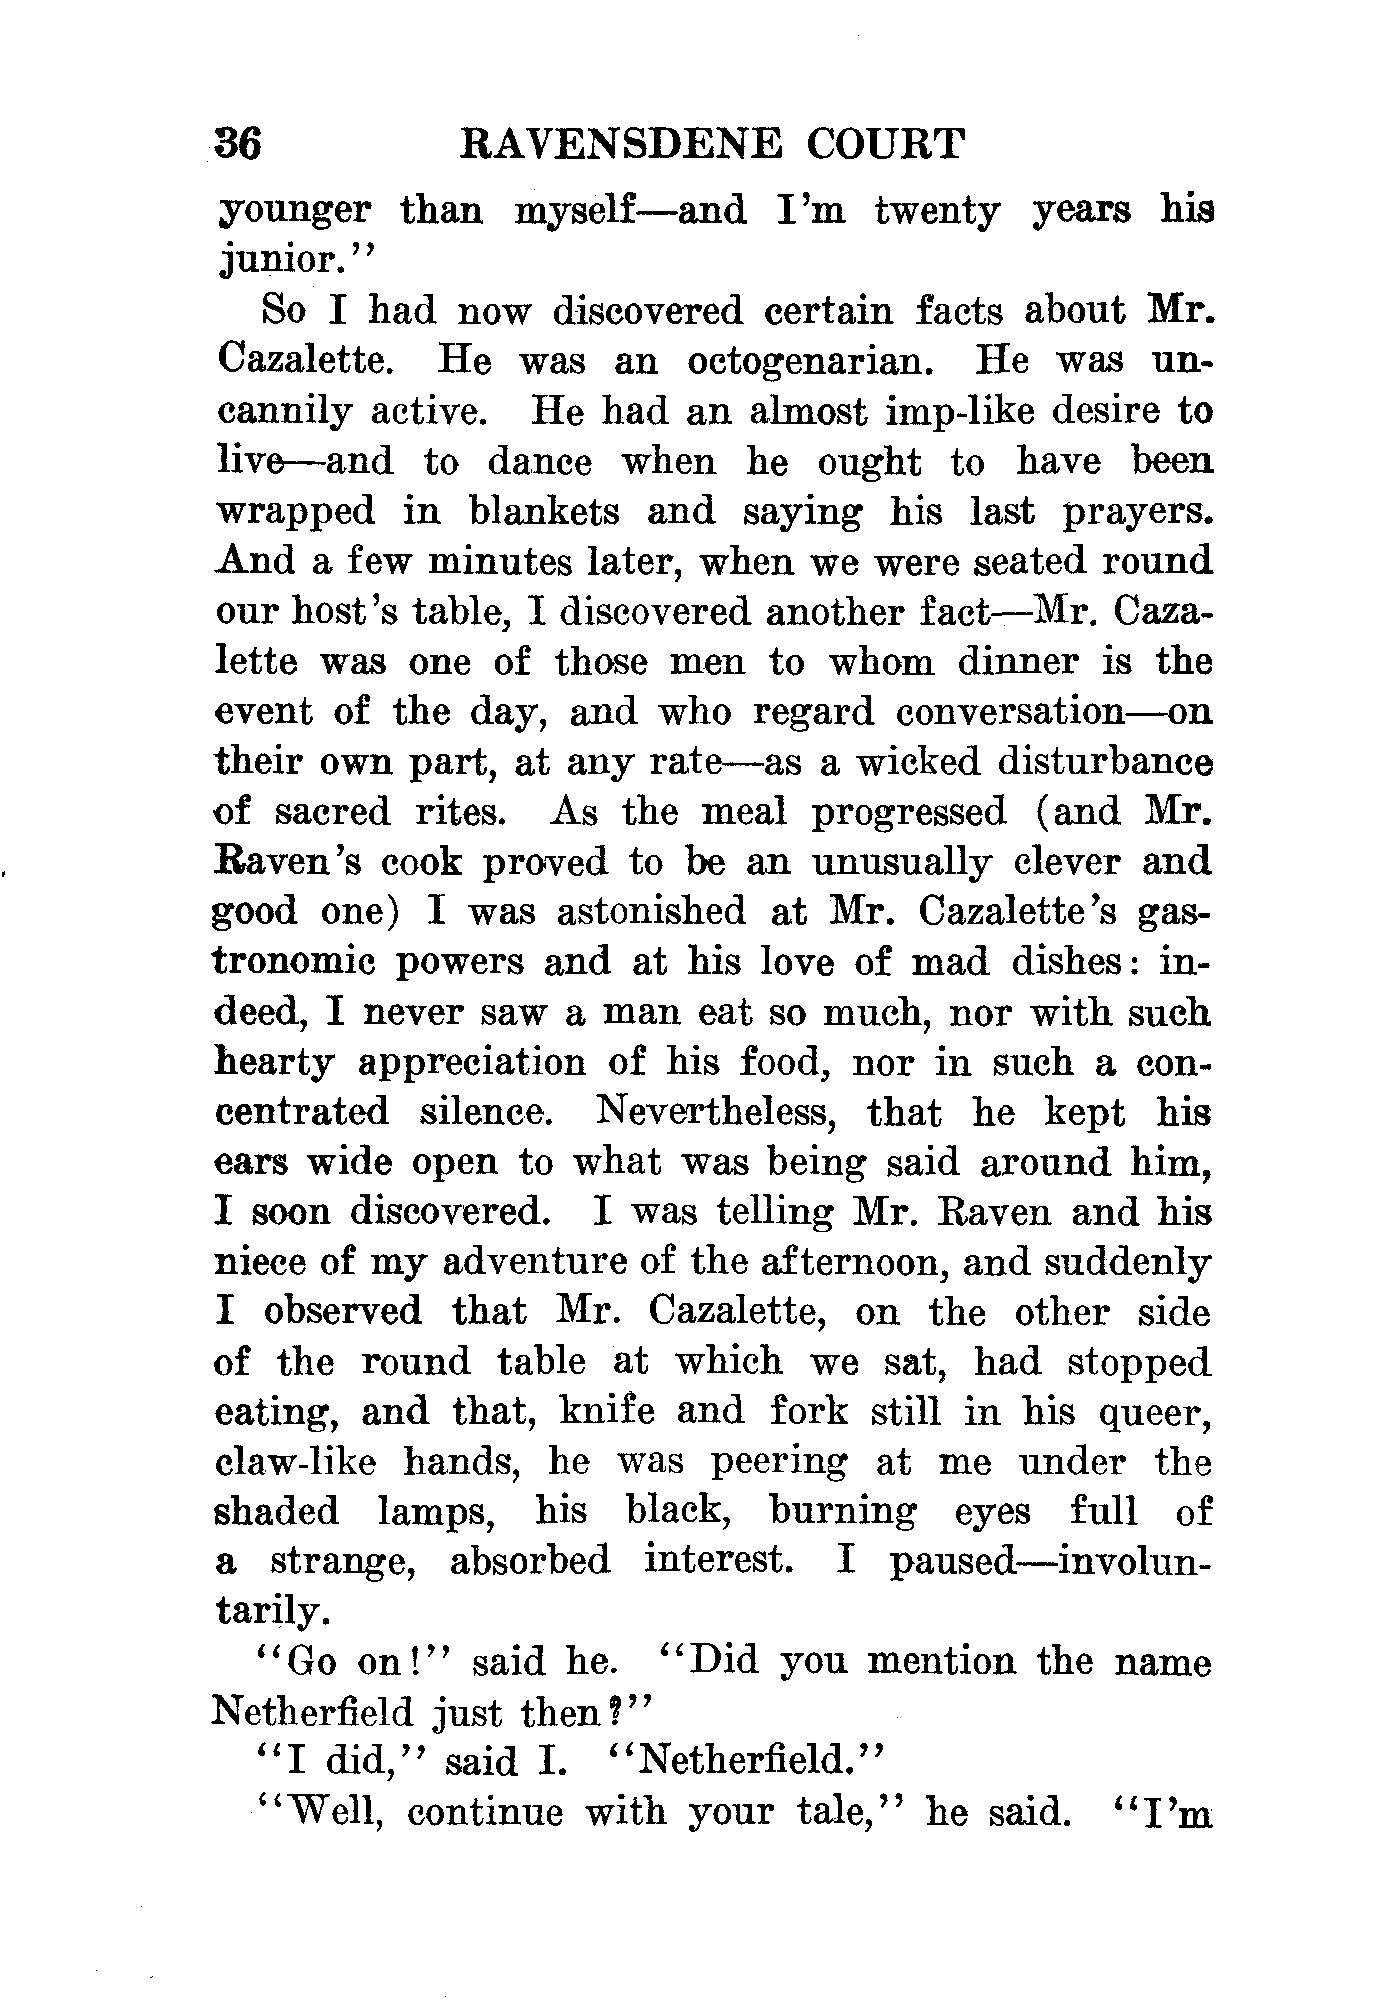 36 RAVENSDENE COURT
younger than myself—and I'm twenty years his
junior."
So I had now discovered certain facts about Mr.
Cazalette. He was an octogenarian. He was un-
cannily active. He had an almost imp-like desire to
live—and to dance when he ought to have been
wrapped in blankets and saying his last prayers.
And a few minutes later, when we were seated round
our host's table, I discovered another fact—Mr. Caza-
lette was one of those men to whom dinner is the
event of the day, and who regard conversation—on
their own part, at any rate—as a wicked disturbance
of sacred rites. As the meal progressed (and Mr.
Raven's cook proved to be an unusually clever and
good one) I was astonished at Mr. Cazalette's gas-
tronomic powers and at his love of mad dishes: in-
deed, I never saw a man eat so much, nor with such
hearty appreciation of his food, nor in such a con-
centrated silence. Nevertheless, that he kept his
ears wide open to what was being said around him,
I soon discovered. I was telling Mr. Raven and his
niece of my adventure of the afternoon, and suddenly
I observed that Mr. Cazalette, on the other side
of the round table at which we sat, had stopped
eating, and that, knife and fork still in his queer,
claw-like hands, he was peering at me under the
shaded lamps, his black, burning eyes full of
a strange, absorbed interest. I paused—involun-
tarily.
"Go on!" said he. "Did you mention the name
Netherfield just then?"
"I did," said I. "Netherfield."
"Well, continue with your tale," he said. "I'm